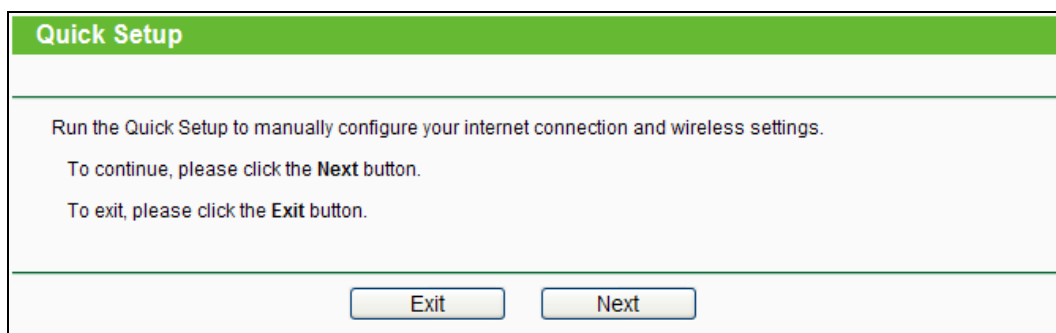 Quick Setup
Run the Quick Setup to manually configure your internet connection and wireless settings.
To continue, please click the Next button.
To exit, please click the Exit button.
Exit Next